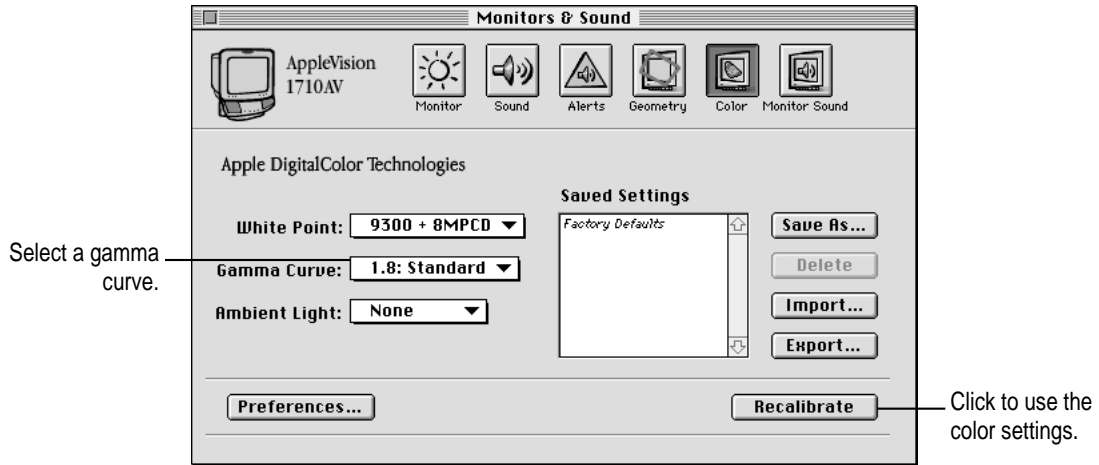 Monitors & Sound
AppleVision
1710AV
Monitor
Sound
Alerts
Geometry
Color
Monitor Sound
Apple DigitalColor Technologies
White Point:
9300 + 8MPCD
Gamma Curve:
1.8: Standard
Ambient Light:
None
Saved Settings
Factory Defaults
Save As...
Delete
Import...
Export...
Preferences...
Recalibrate
Select a gamma
curve.
Click to use the
color settings.